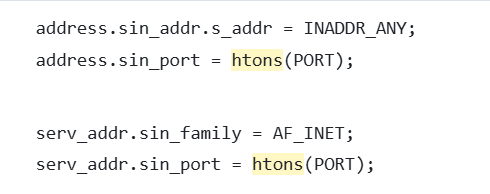 address.sin_addr.s_addr = INADDR_ANY;
address.sin_port = htons(PORT);
serv_addr.sin_family = AF_INET;
serv_addr.sin_port = htons(PORT);